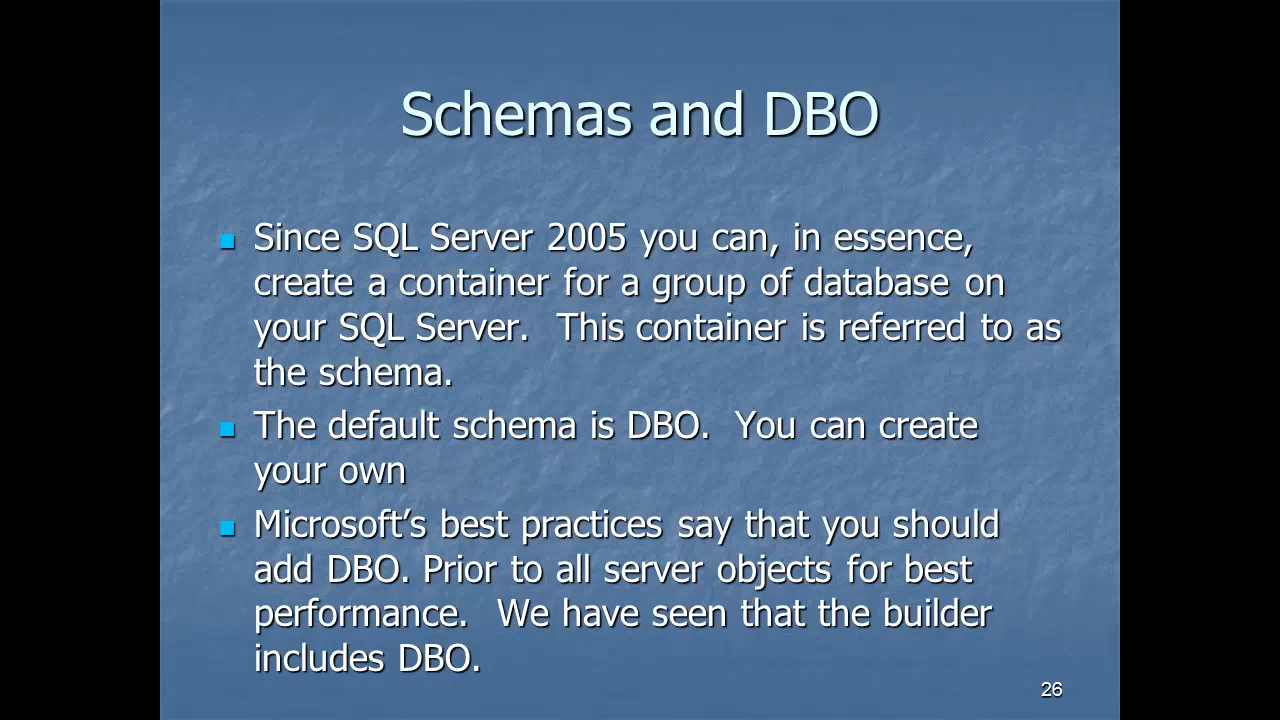 Schemas and DBO
Since SQL Server 2005 you can, in essence,
create a container for a group of database on
your SQL Server.  This container is referred to as
the schema.
The default schema is DBO.  You can create
your own
Microsoft’s best practices say that you should
add DBO. Prior to all server objects for best
performance.  We have seen that the builder
includes DBO.
26